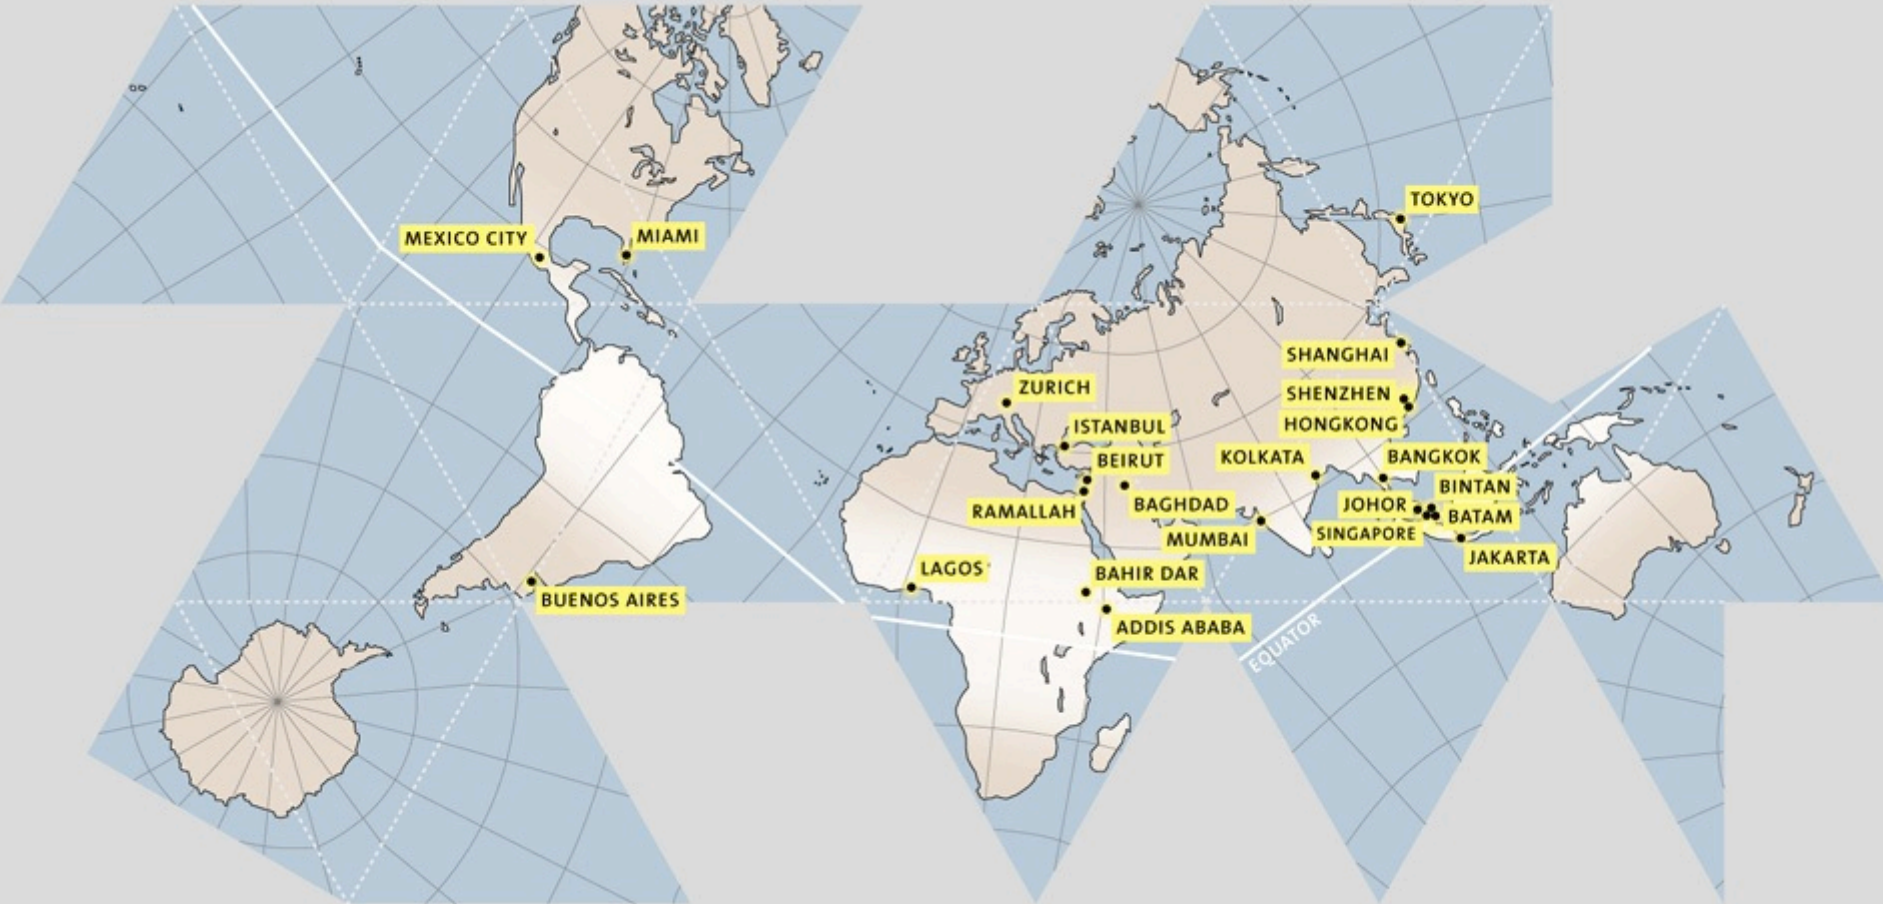 TOKYO
MEXICO CITY
MIAMI
SHANGHAI
ZURICH
SHENZHEN
ISTANBUL
HONGKONG
BEIRUT
KOLKATA
BANGKOK
BINTAN
RAMALLAH
BAGHDAD
JOHOR
BATAM
MUMBAI
SINGAPORE
JAKARTA
LAGOS
BAHIR DAR
BUENOS AIRES
ADDIS ABABA
EQUATOR